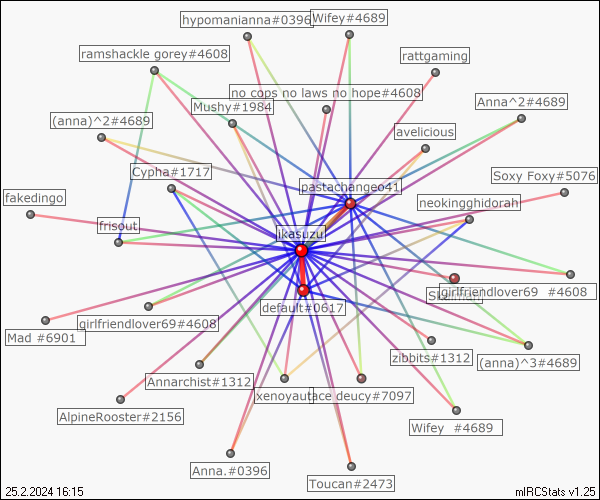 hypomanianna#0396
Wifey#4689
ramshackle gorey#4608
rattgaming
no cops no laws no hope#4608
Mushy#1984
Anna^2#4689
(anna)^2#4689
avelicious
Cypha#1717
Soxy Foxy#5076
pastachangeo41
fakedingo
neokingghidorah
frisout
ikasuzu
girlfriendlover69 #4608
default#0617
girlfriendlover69#4608
Mad #6901
zibbits#1312
(anna)^3#4689
Annarchist#1312
xenoyaut
ace deucy#7097
AlpineRooster#2156
Wifey #4689
Anna.#0396
Toucan#2473
25.2.2024 16:15
mIRCStats v1.25